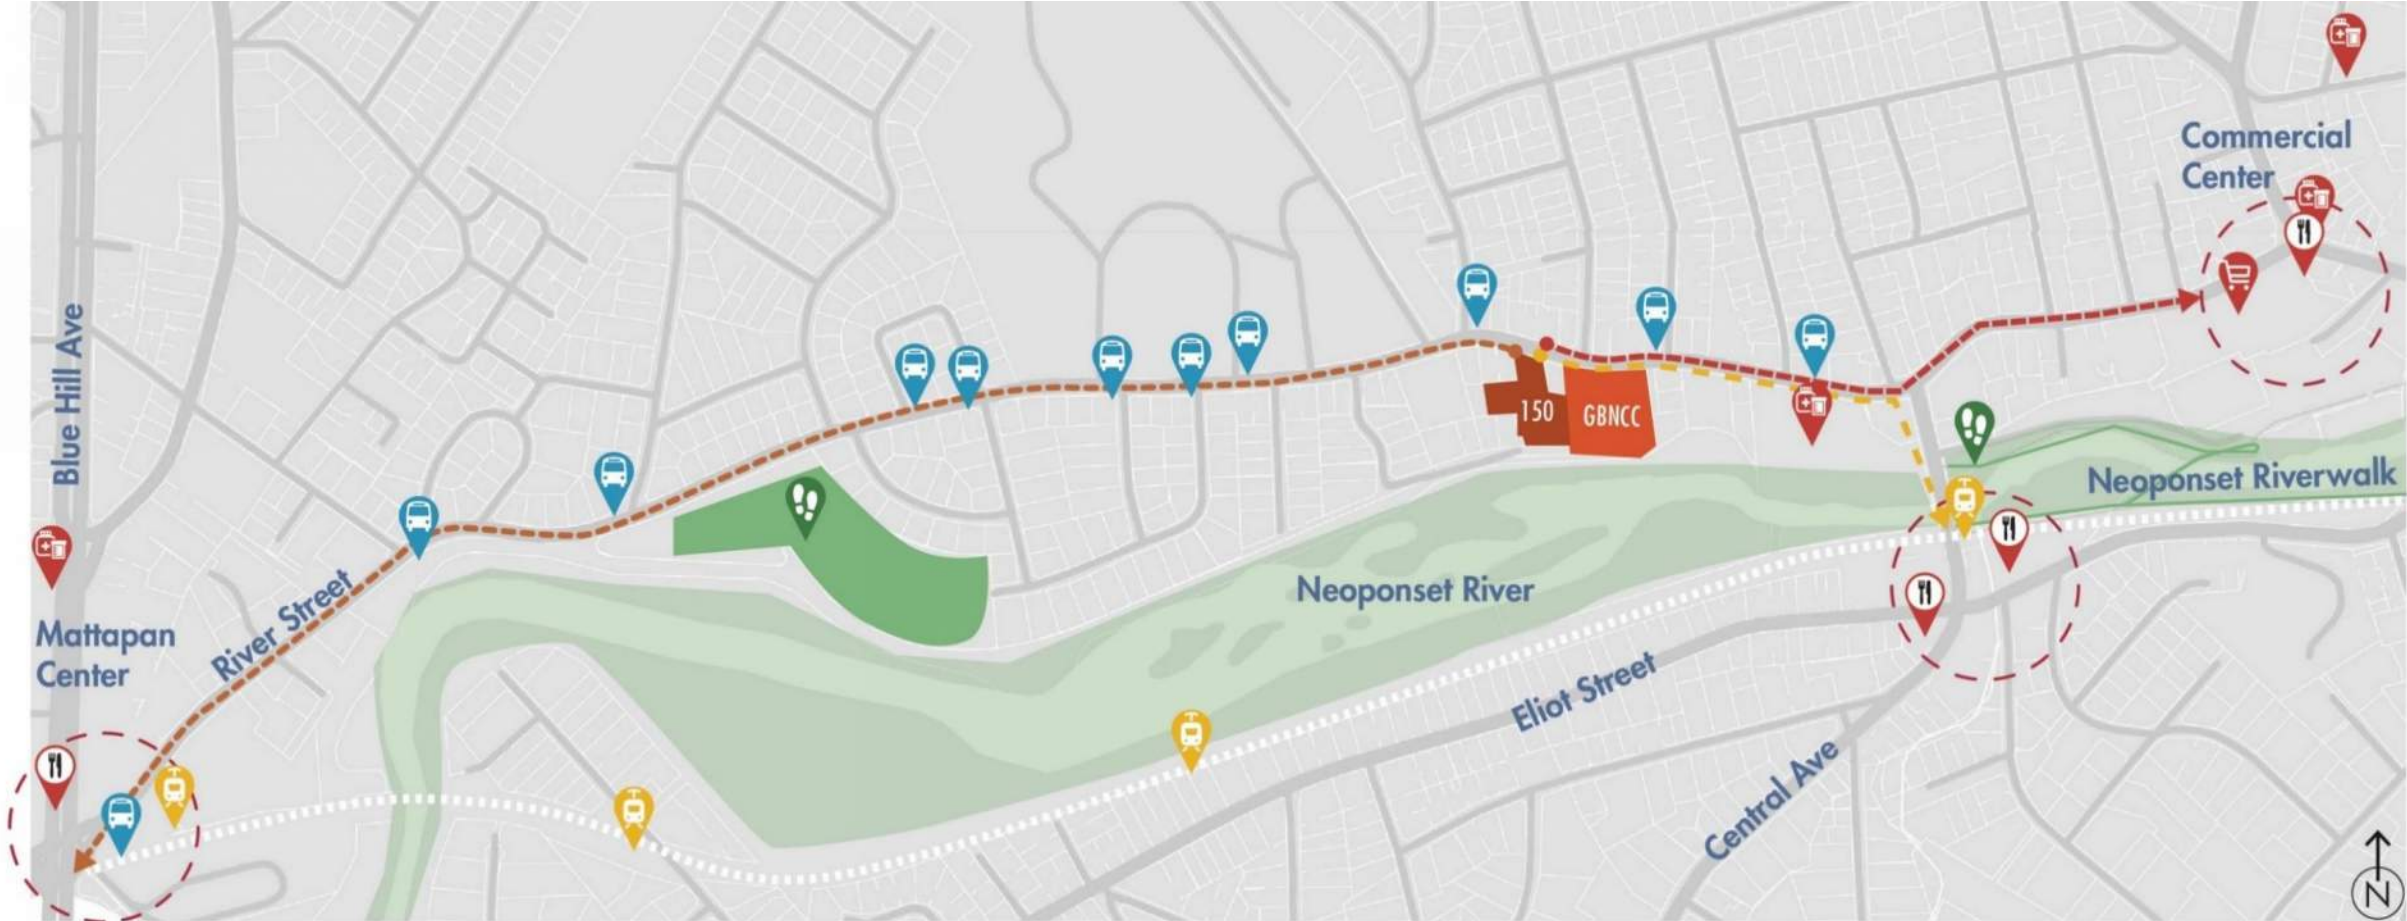 Commercial
Center
Blue Hill Ave
150
GBNCC
Neoponset Riverwalk
Neoponset River
River Street
Mattapan
Center
Eliot Street
Central Ave
N